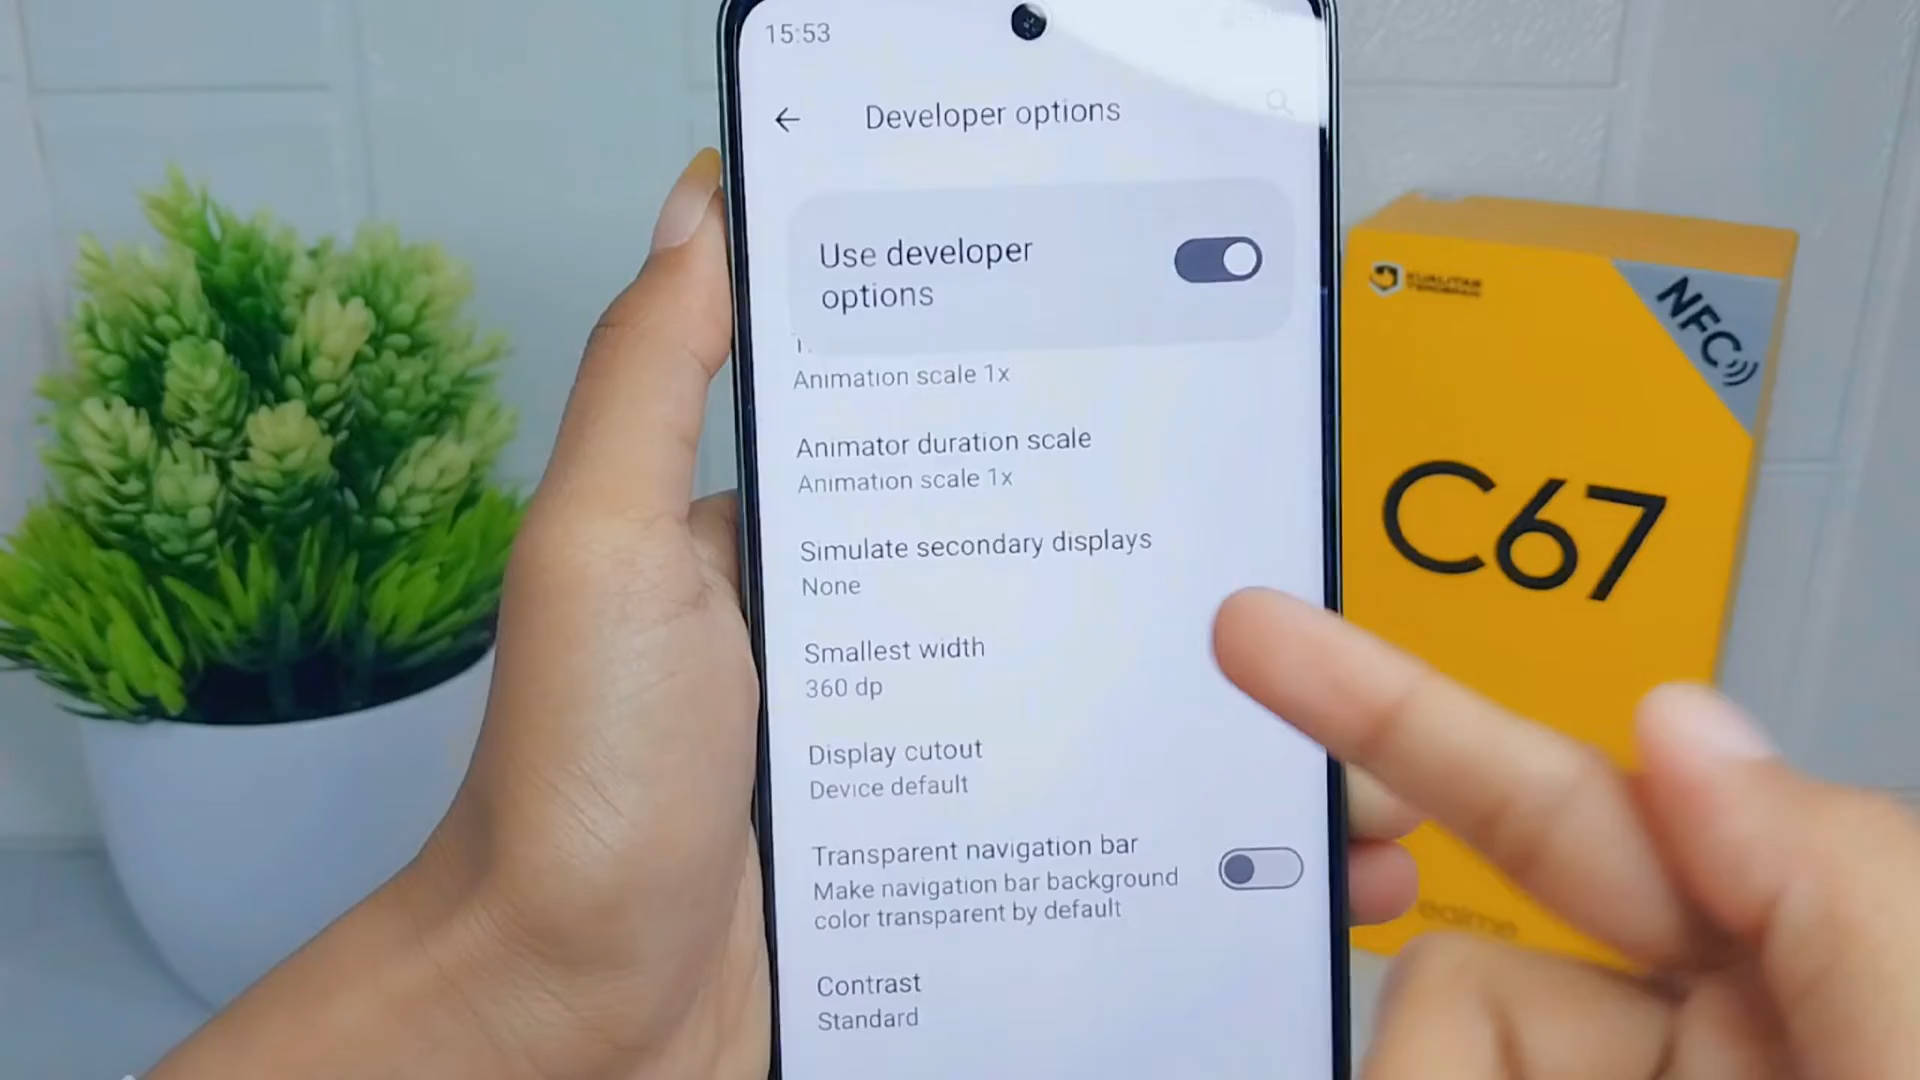 15:53
Developer options
Use developer
options
Animation scale 1x
Animator duration scale
Animation scale 1x
Simulate secondary displays
None
Smallest width
360 dp
Display cutout
Device default
Transparent navigation bar
Make navigation bar background
color transparent by default
Contrast
Standard
KUALITAS
NFC
C67
realme